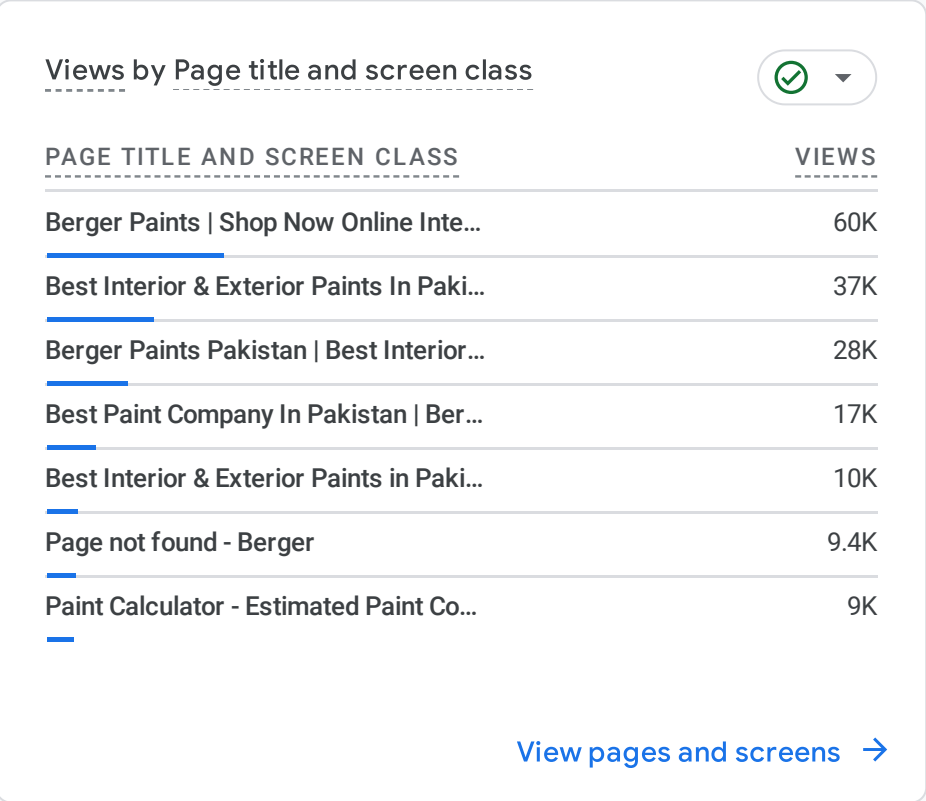 Views by Page title and screen class
PAGE TITLE AND SCREEN CLASS VIEWS
Berger Paints | Shop Now Online Inte... 60K
Best Interior & Exterior Paints In Paki... 37K
Berger Paints Pakistan | Best Interior... 28K
Best Paint Company In Pakistan | Ber... 17K
Best Interior & Exterior Paints in Paki... 10K
Page not found - Berger 9.4K
Paint Calculator - Estimated Paint Co... 9K
View pages and screens